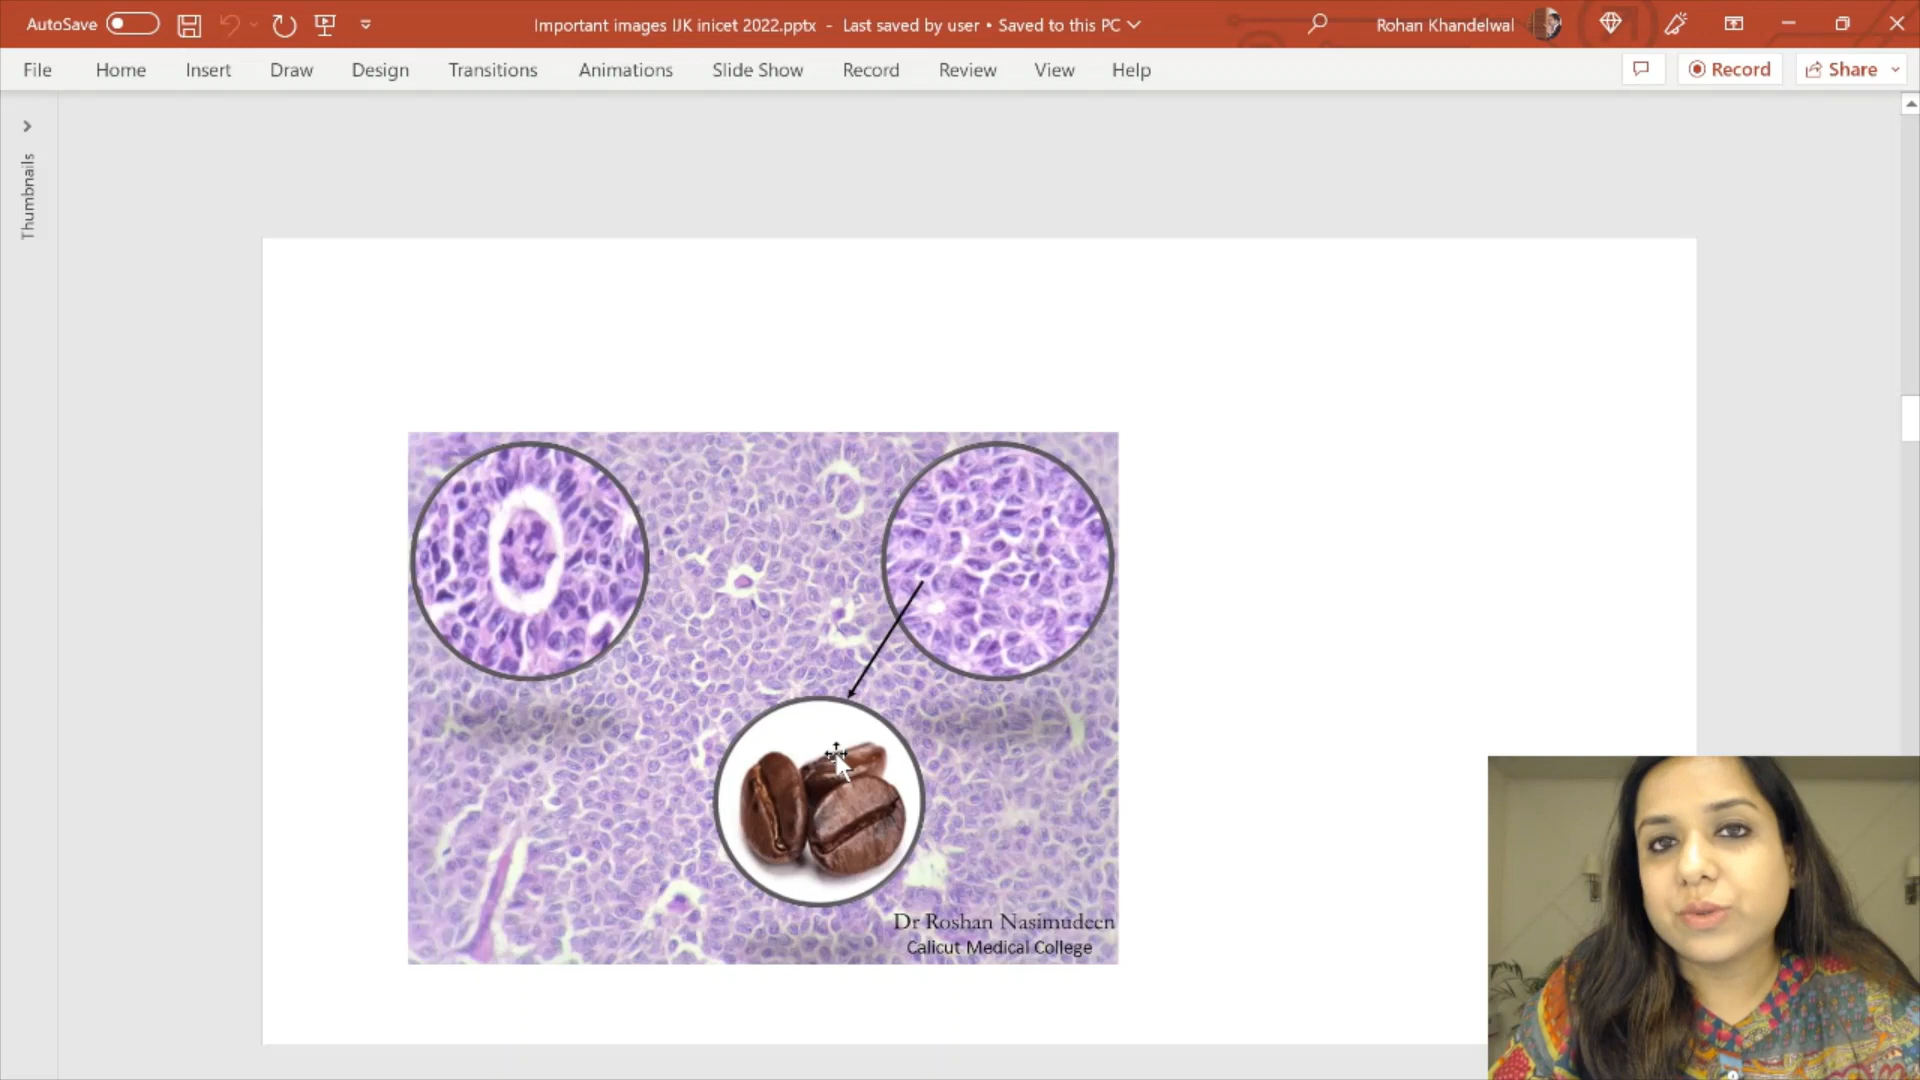 AutoSave
Important images IJK inicet 2022.pptx - Last saved by user • Saved to this PC
Rohan Khandelwal
File Home Insert Draw Design Transitions Animations Slide Show Record Review View Help
Record
Share
Thumbnails
Dr Roshan Nasimudeen
Calicut Medical College